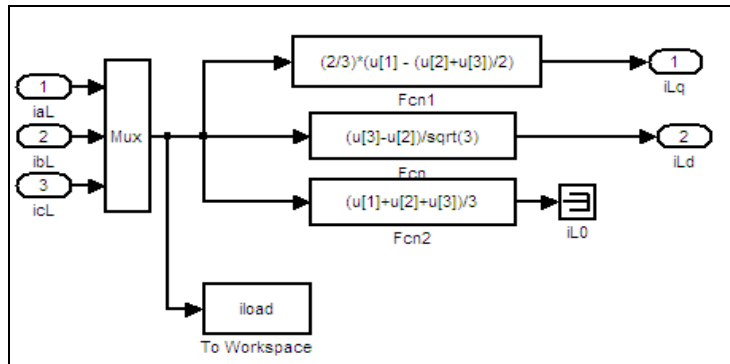 (2/3)*(u[1] - (u[2]+u[3])/2)
Fcn1
1
iLq
1
iaL
2
ibL
3
icL
Mux
(u[3]-u[2])/sqrt(3)
Fcn
2
iLd
(u[1]+u[2]+u[3])/3
Fcn2
iL0
iload
To Workspace